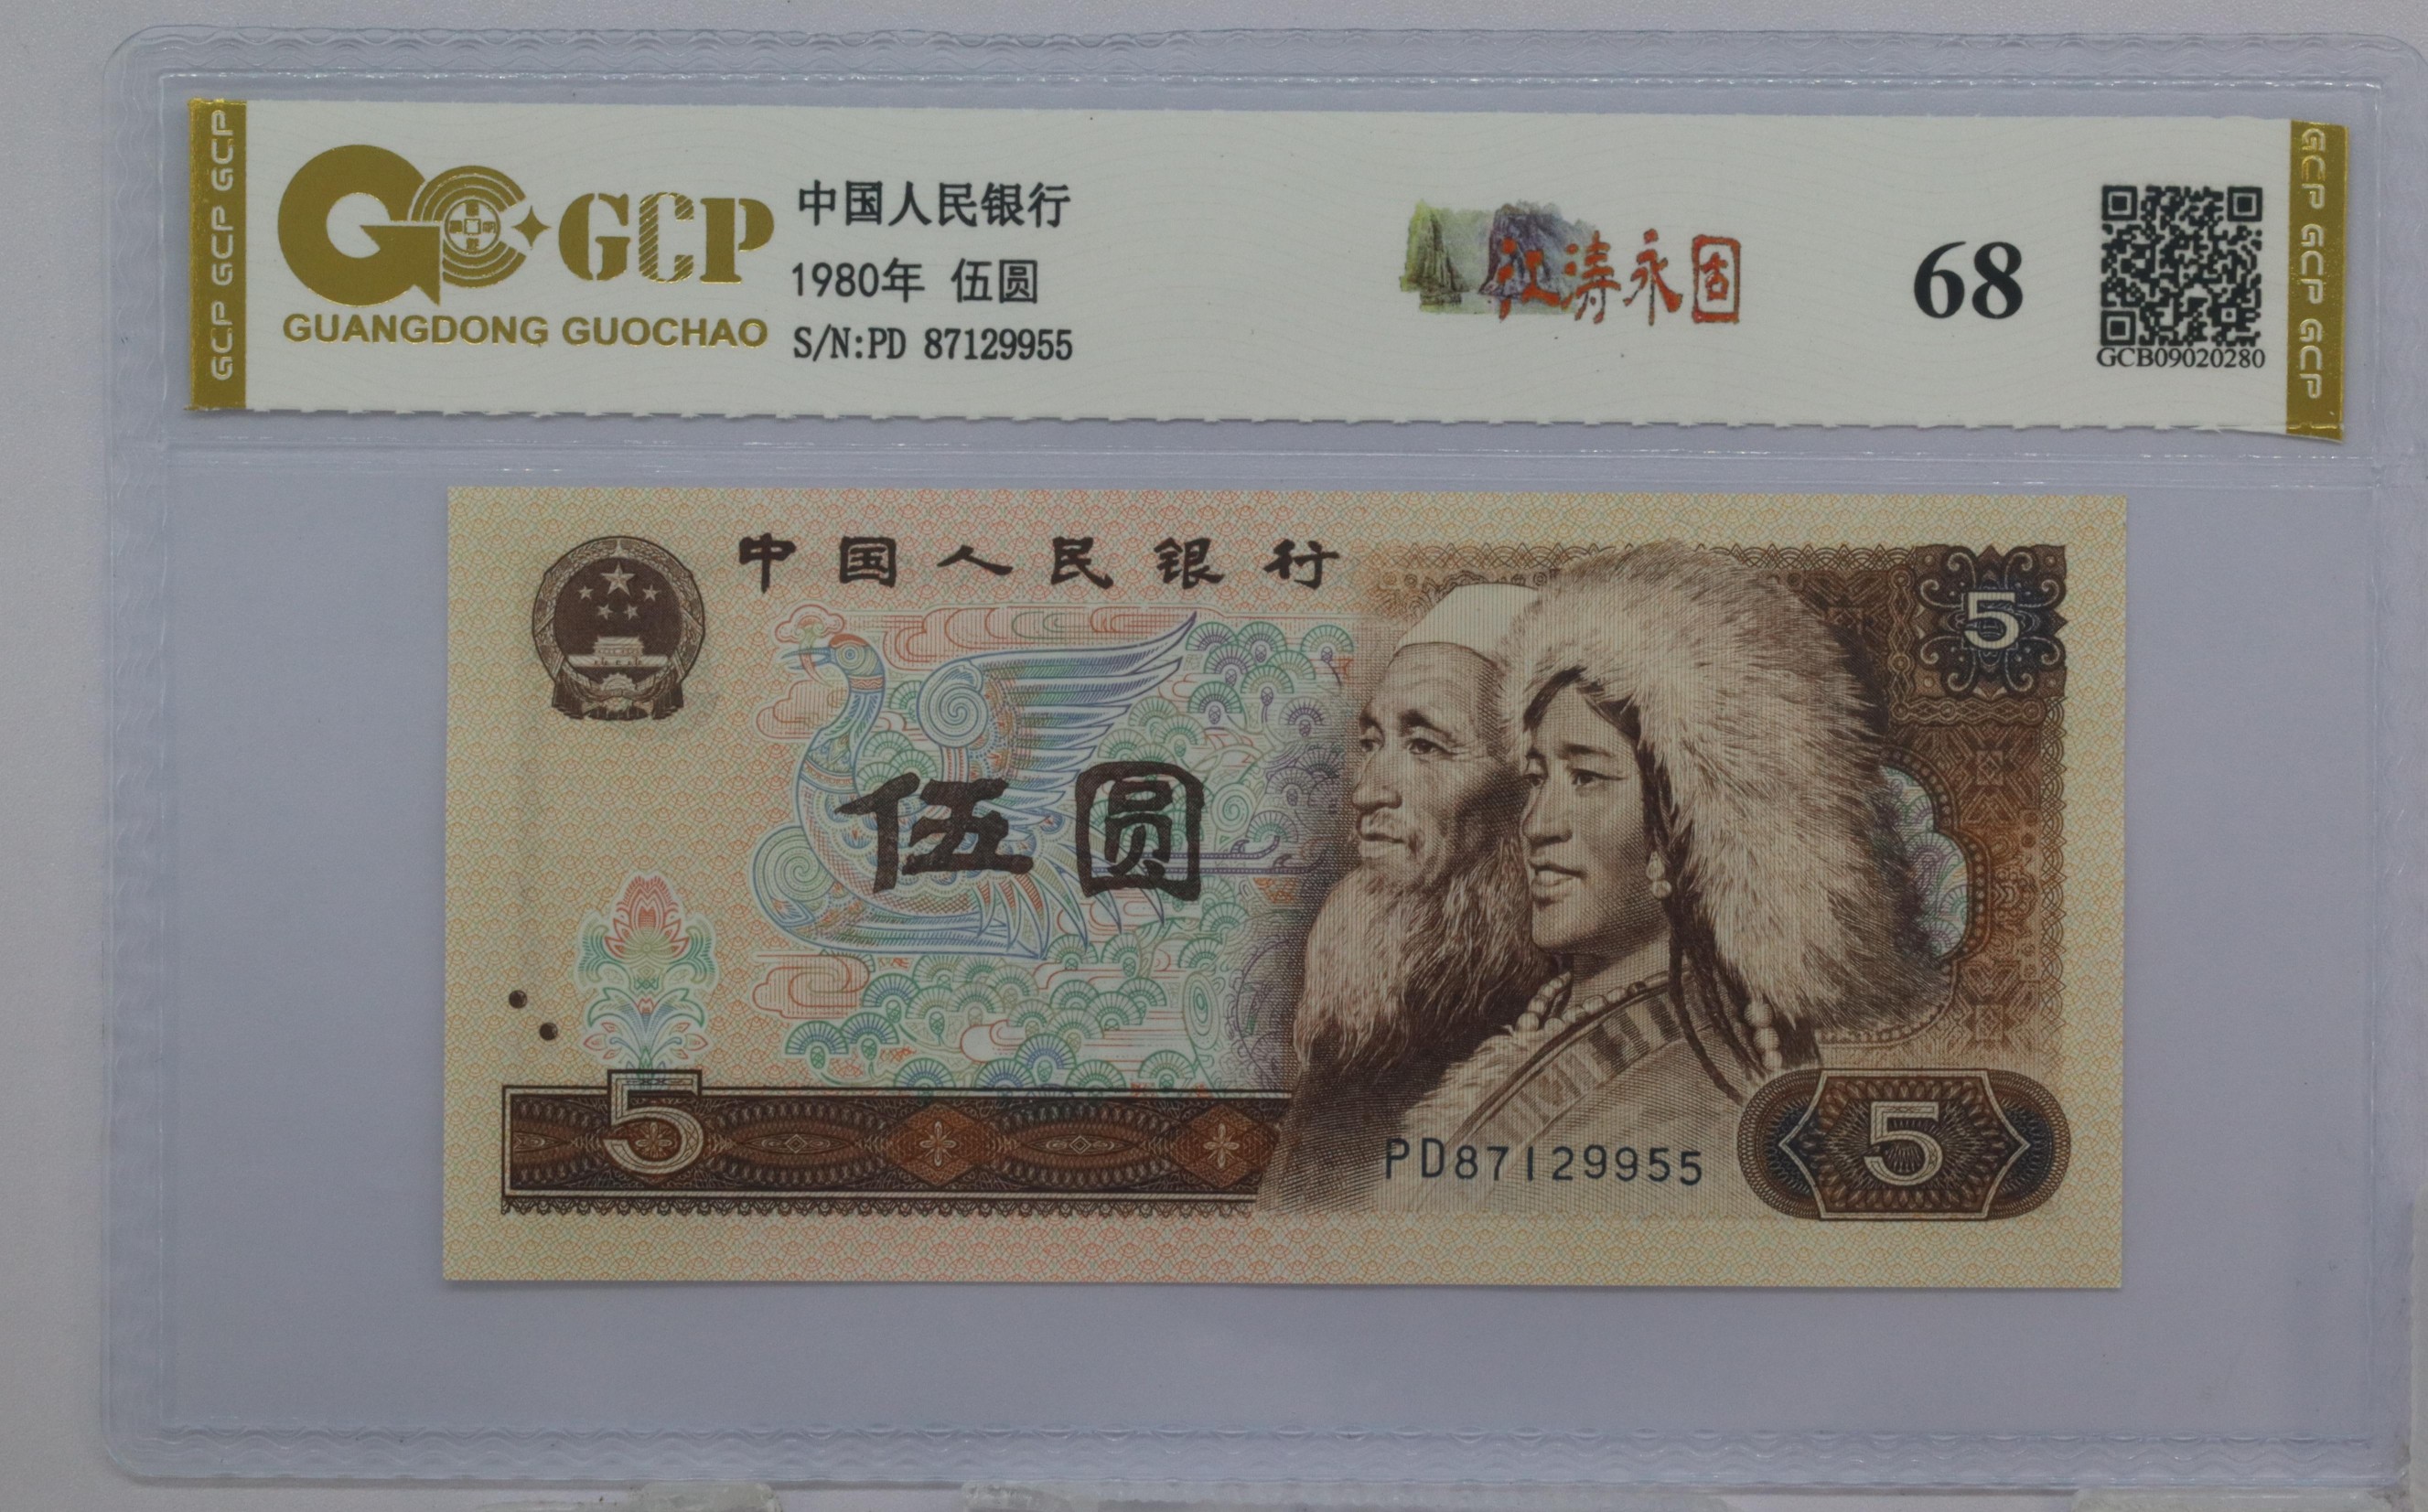 GCP GCP GCP
GCP
GUANGDONG GUOCHAO
中国人民银行
1980年 伍圆
S/N:PD 87129955
江涛永固
68
GCB09020280
GCP GCP GCP
中国人民银行
5
伍圆
5
PD87129955
5